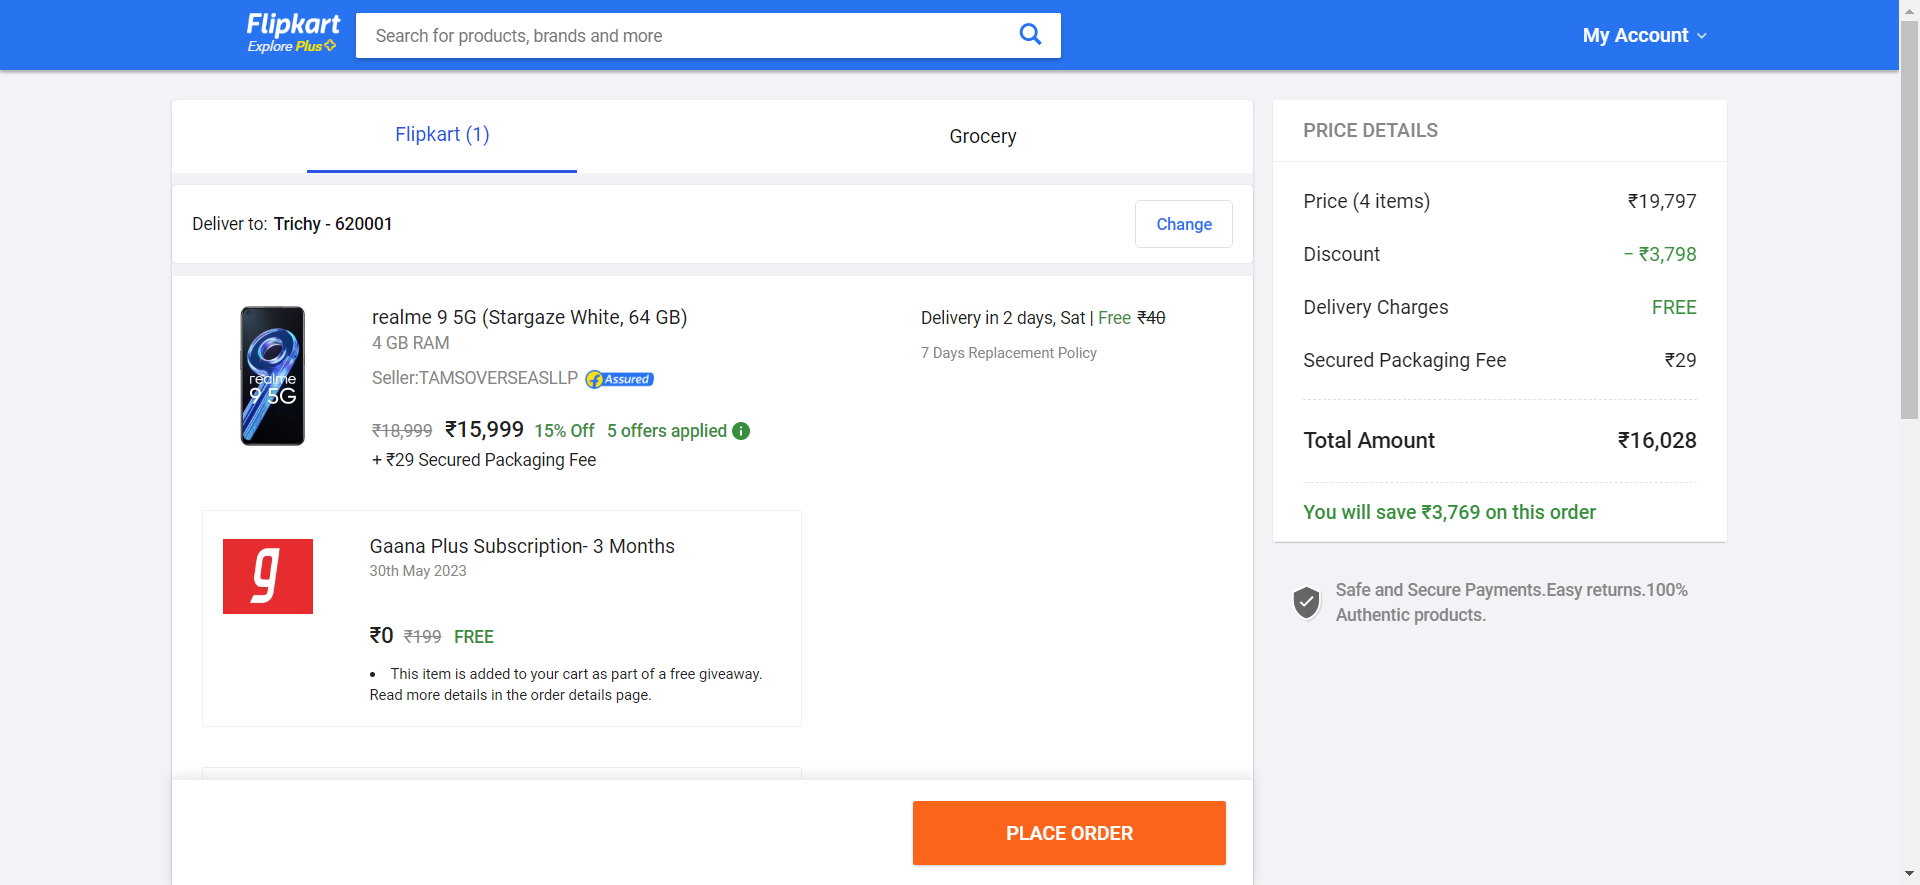 Flipkart
Explore Plus
Search for products, brands and more
My Account
Flipkart (1)
Grocery
Deliver to: Trichy - 620001
Change
realme 9 5G (Stargaze White, 64 GB)
4 GB RAM
Seller:TAMSOVERSEASLLP
f Assured
realme
9 5G
₹18,999 ₹15,999 15% Off 5 offers applied i
+ ₹29 Secured Packaging Fee
Delivery in 2 days, Sat | Free ₹40
7 Days Replacement Policy
g
Gaana Plus Subscription- 3 Months
30th May 2023
₹0 ₹199 FREE
• This item is added to your cart as part of a free giveaway.
Read more details in the order details page.
PLACE ORDER
PRICE DETAILS
Price (4 items) ₹19,797
Discount − ₹3,798
Delivery Charges FREE
Secured Packaging Fee ₹29
Total Amount ₹16,028
You will save ₹3,769 on this order
Safe and Secure Payments.Easy returns.100%
Authentic products.